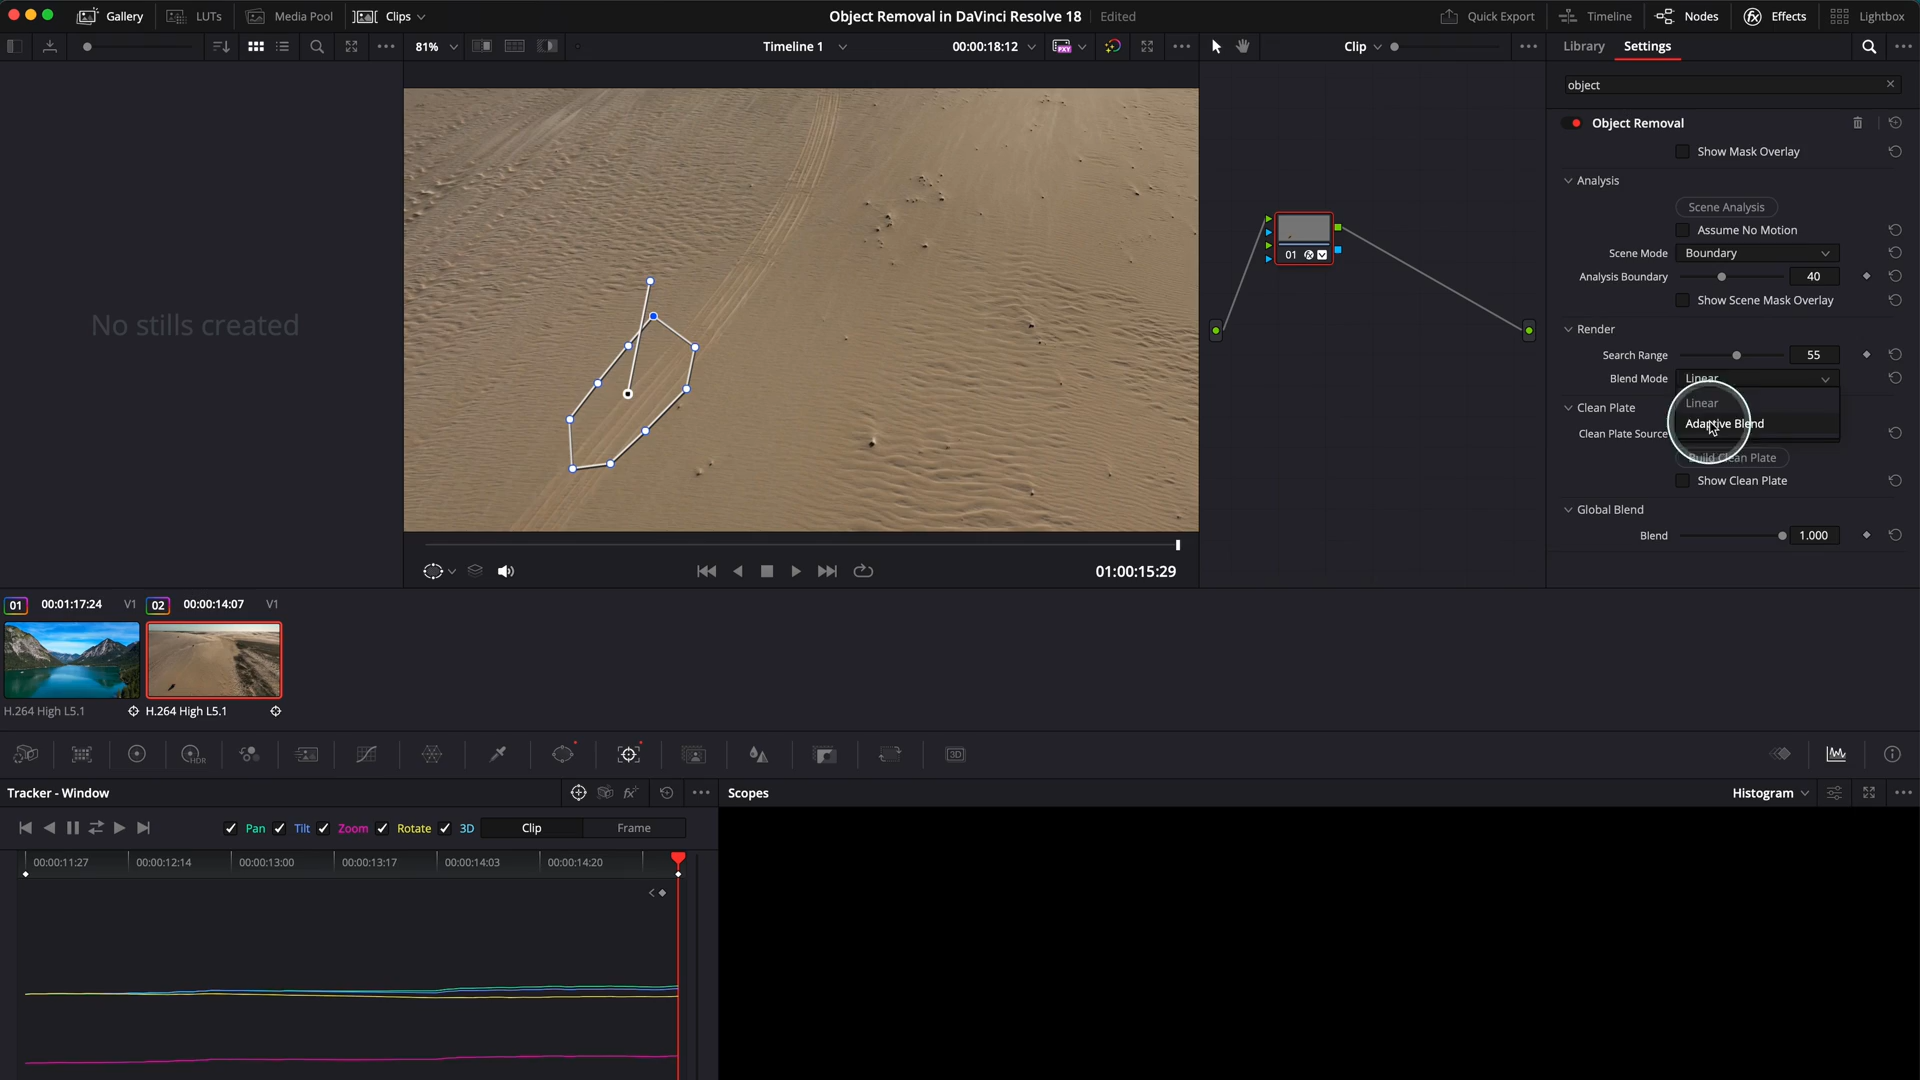 Gallery LUTs Media Pool Clips Object Removal in DaVinci Resolve 18 Edited Quick Export Timeline Nodes Effects Lightbox
81% Timeline 1 00:00:18:12 PXY Clip Library Settings
object
Object Removal
Show Mask Overlay
Analysis
Scene Analysis
Assume No Motion
Scene Mode Boundary
Analysis Boundary 40
Show Scene Mask Overlay
Render
Search Range 55
Blend Mode Linear
Linear
Clean Plate
Adaptive Blend
Clean Plate Source
Build Clean Plate
Show Clean Plate
Global Blend
Blend 1.000
No stills created
01
01:00:15:29
01 00:01:17:24 V1 02 00:00:14:07 V1
H.264 High L5.1 H.264 High L5.1
HDR
3D
Tracker - Window Scopes Histogram
Pan Tilt Zoom Rotate 3D Clip Frame
00:00:11:27 00:00:12:14 00:00:13:00 00:00:13:17 00:00:14:03 00:00:14:20